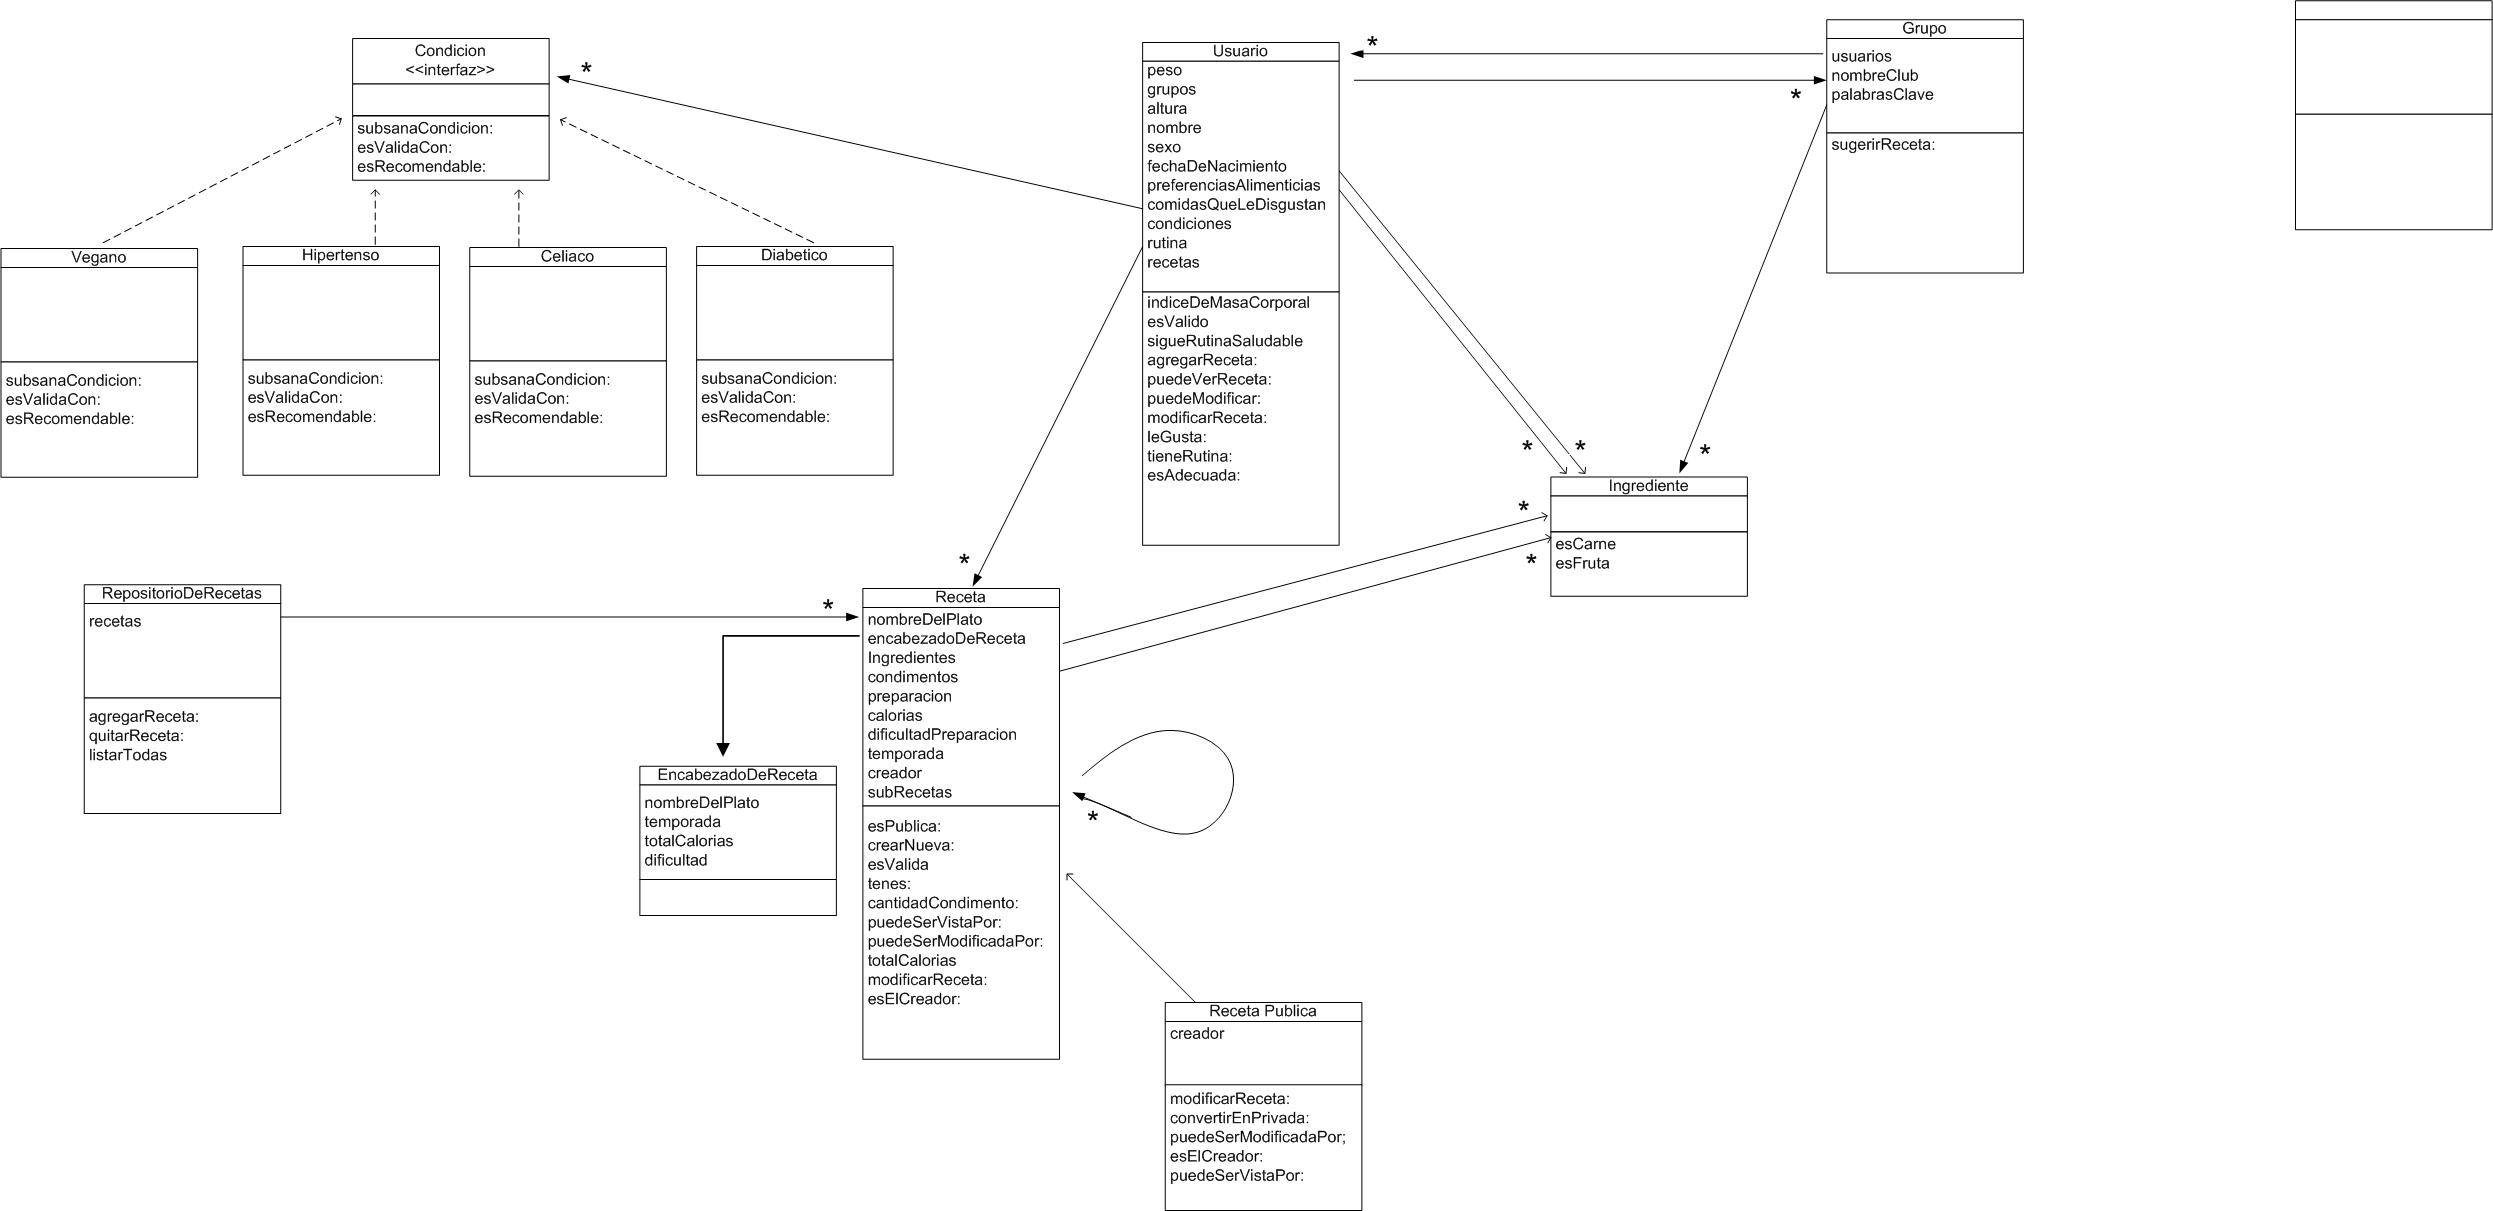 Condicion
<<interfaz>>
subsanaCondicion:
esValidaCon:
esRecomendable:
*
Usuario
peso
grupos
altura
nombre
sexo
fechaDeNacimiento
preferenciasAlimenticias
comidasQueLeDisgustan
condiciones
rutina
recetas
indiceDeMasaCorporal
esValido
sigueRutinaSaludable
agregarReceta:
puedeVerReceta:
puedeModificar:
modificarReceta:
leGusta:
tieneRutina:
esAdecuada:
*
*
Grupo
usuarios
nombreClub
palabrasClave
sugerirReceta:
Vegano
subsanaCondicion:
esValidaCon:
esRecomendable:
Hipertenso
subsanaCondicion:
esValidaCon:
esRecomendable:
Celiaco
subsanaCondicion:
esValidaCon:
esRecomendable:
Diabetico
subsanaCondicion:
esValidaCon:
esRecomendable:
*
*
*
Ingrediente
esCarne
esFruta
*
*
*
RepositorioDeRecetas
recetas
agregarReceta:
quitarReceta:
listarTodas
*
Receta
nombreDelPlato
encabezadoDeReceta
Ingredientes
condimentos
preparacion
calorias
dificultadPreparacion
temporada
creador
subRecetas
esPublica:
crearNueva:
esValida
tenes:
cantidadCondimento:
puedeSerVistaPor:
puedeSerModificadaPor:
totalCalorias
modificarReceta:
esElCreador:
*
EncabezadoDeReceta
nombreDelPlato
temporada
totalCalorias
dificultad
Receta Publica
creador
modificarReceta:
convertirEnPrivada:
puedeSerModificadaPor;
esElCreador:
puedeSerVistaPor: